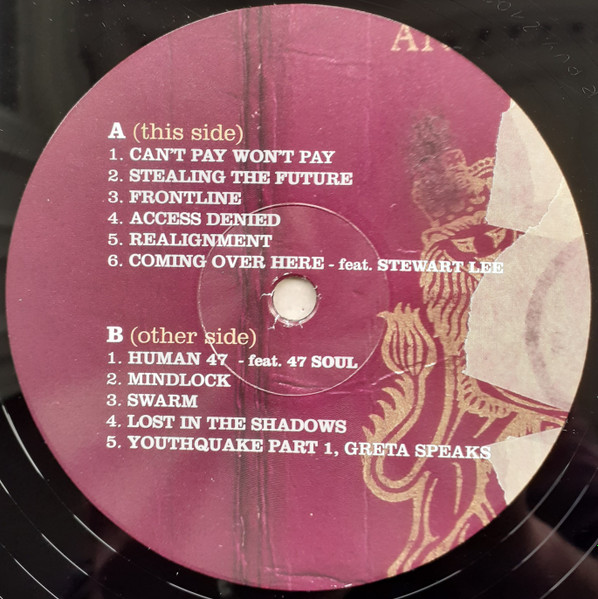 A (this side)
1. CAN'T PAY WON'T PAY
2. STEALING THE FUTURE
3. FRONTLINE
4. ACCESS DENIED
5. REALIGNMENT
6. COMING OVER HERE - feat. STEWART LEE
B (other side)
1. HUMAN 47 - feat. 47 SOUL
2. MINDLOCK
3. SWARM
4. LOST IN THE SHADOWS
5. YOUTHQUAKE PART 1, GRETA SPEAKS